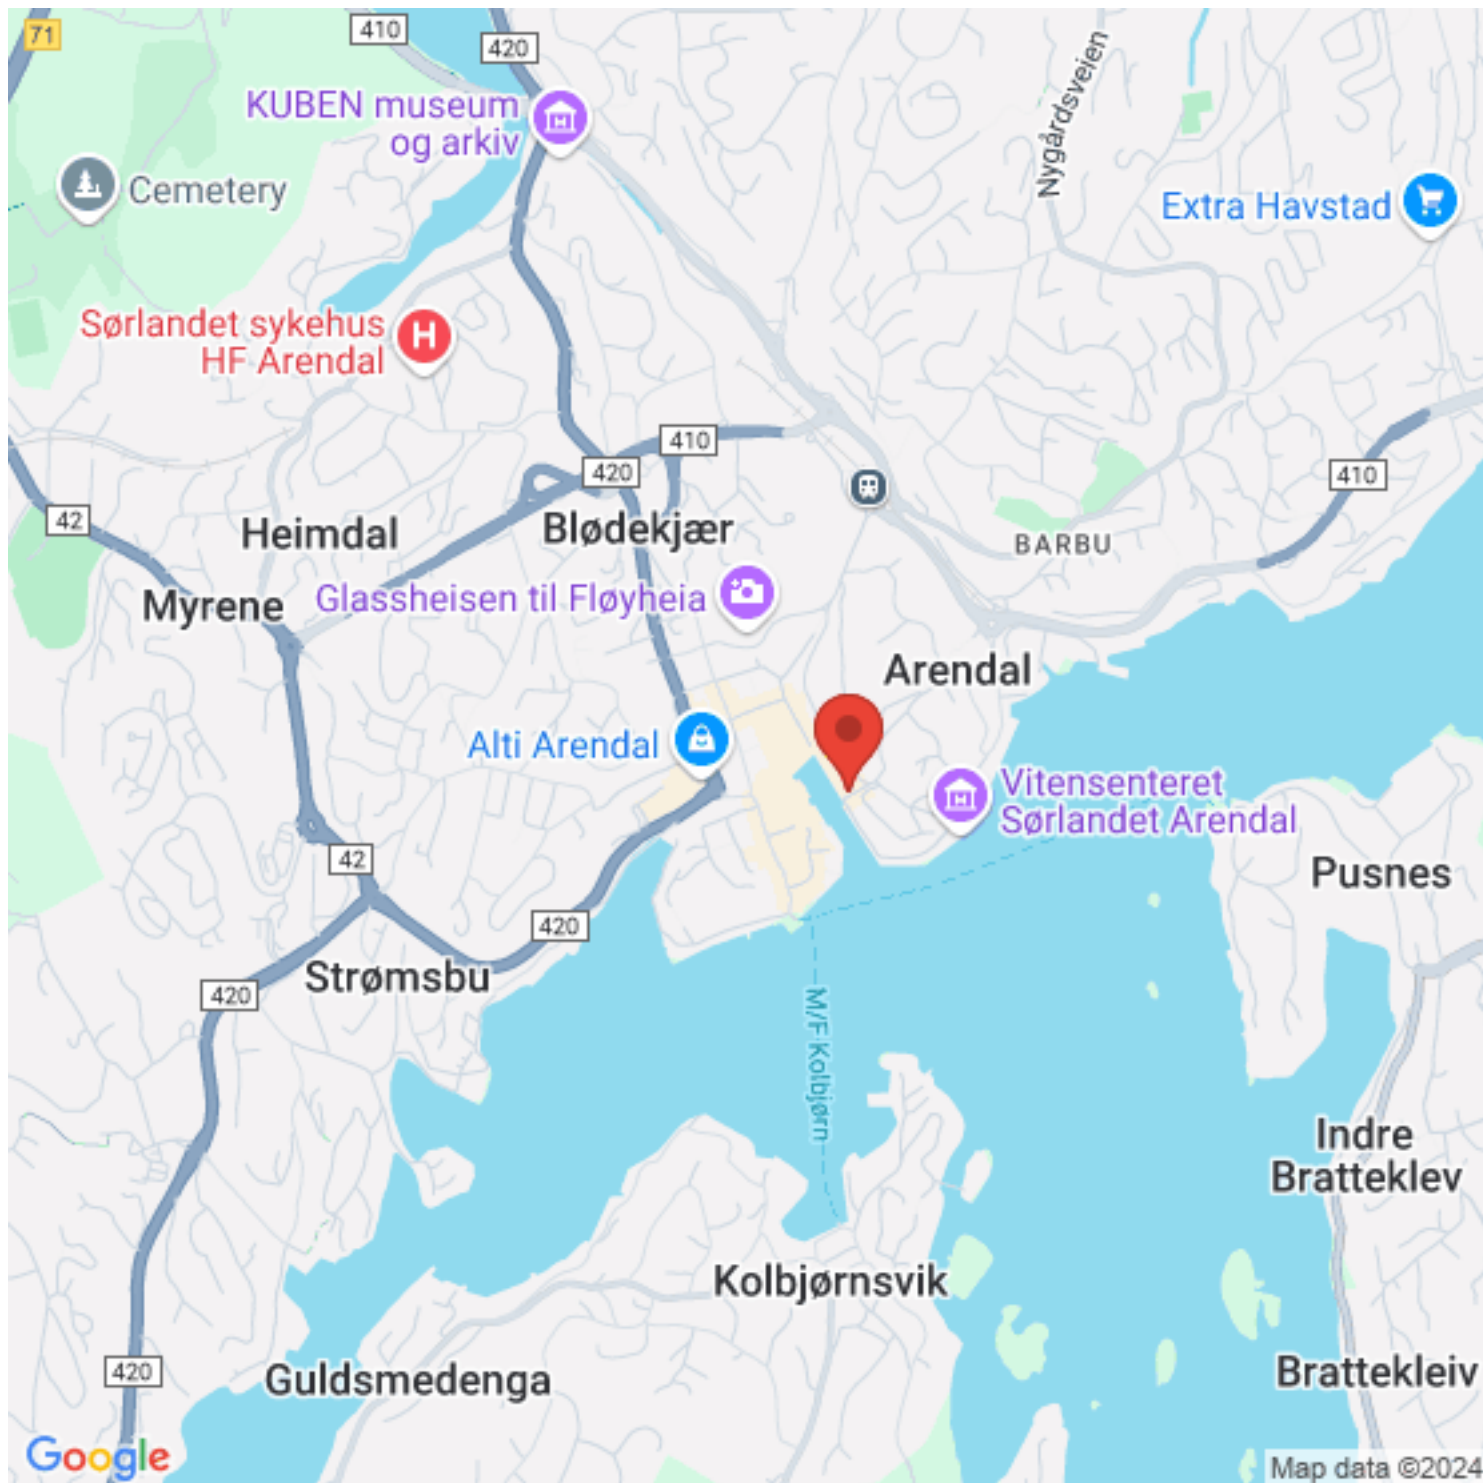 71
410
420
KUBEN museum
og arkiv
Nygårdsveien
Cemetery
Extra Havstad
Sørlandet sykehus
HF Arendal
410
420
410
42
Heimdal
Blødekjær
BARBU
Myrene
Glassheisen til Fløyheia
Arendal
Alti Arendal
Vitensenteret
Sørlandet Arendal
42
Pusnes
420
Strømsbu
420
M/F Kolbjørn
Indre
Bratteklev
Kolbjørnsvik
420
Guldsmedenga
Brattekleiv
Google
Map data ©2024